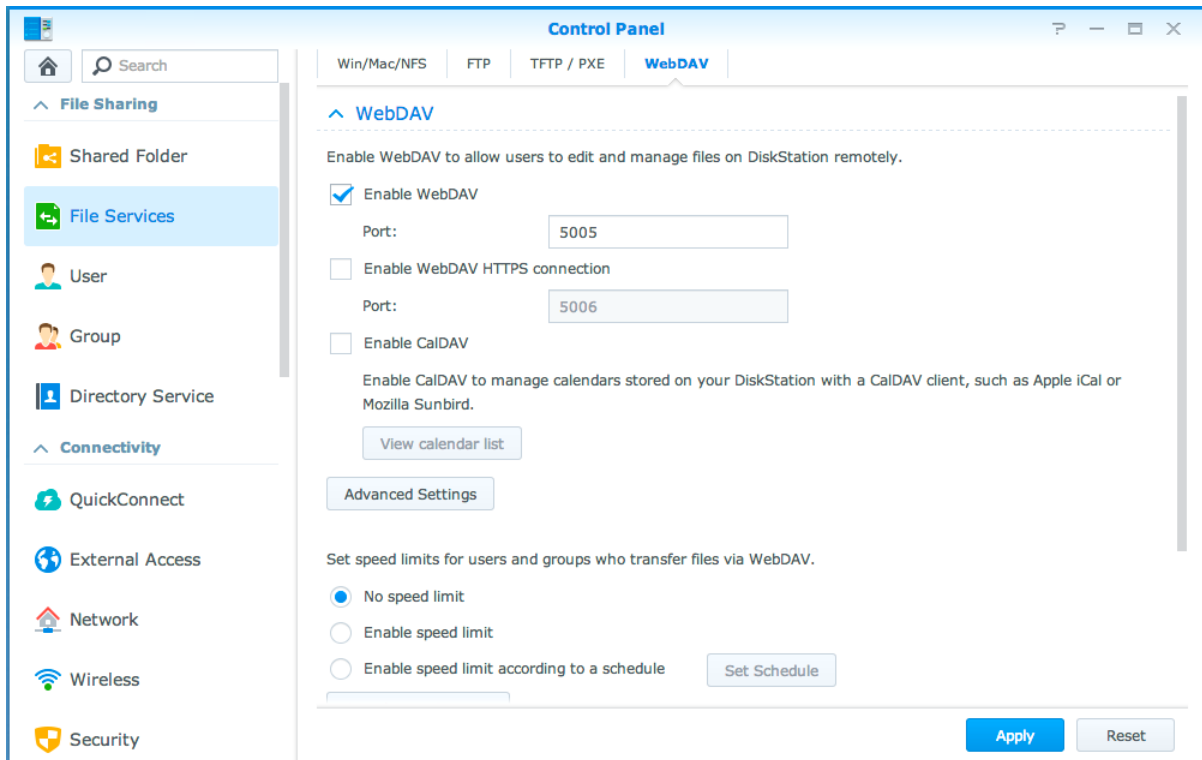 Control Panel
Search
File Sharing
Shared Folder
File Services
User
Group
Directory Service
Connectivity
QuickConnect
External Access
Network
Wireless
Security
Win/Mac/NFS FTP TFTP / PXE WebDAV
WebDAV
Enable WebDAV to allow users to edit and manage files on DiskStation remotely.
Enable WebDAV
Port: 5005
Enable WebDAV HTTPS connection
Port: 5006
Enable CalDAV
Enable CalDAV to manage calendars stored on your DiskStation with a CalDAV client, such as Apple iCal or
Mozilla Sunbird.
View calendar list
Advanced Settings
Set speed limits for users and groups who transfer files via WebDAV.
No speed limit
Enable speed limit
Enable speed limit according to a schedule Set Schedule
Apply Reset